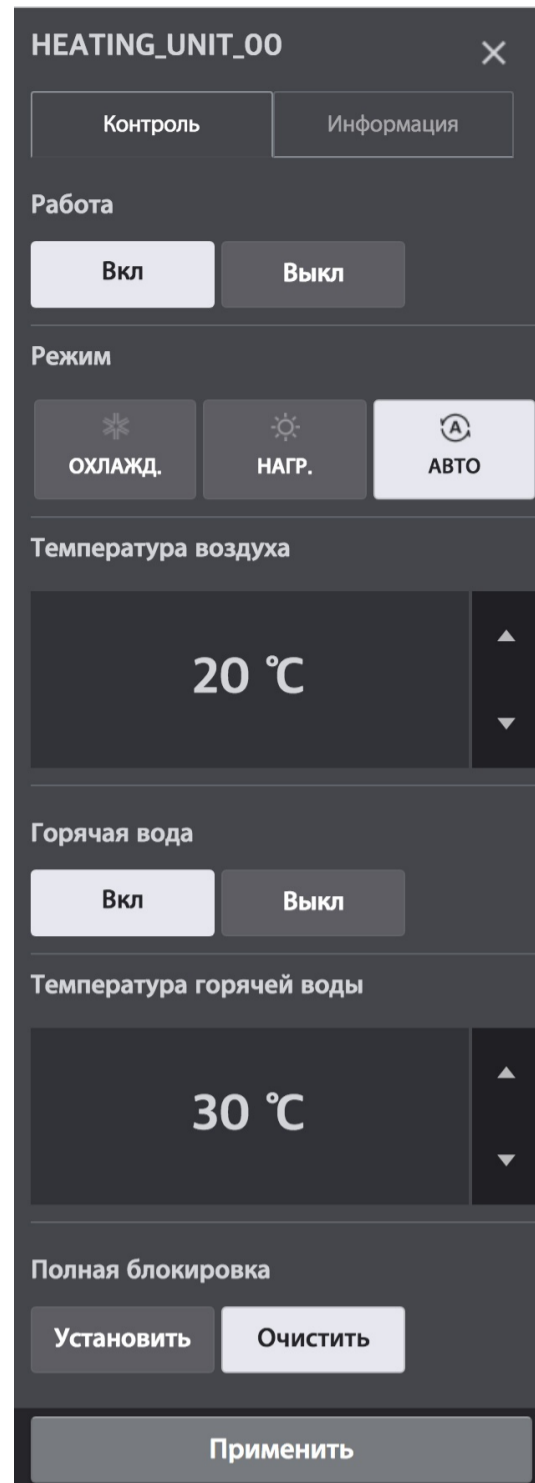 HEATING_UNIT_00
Контроль Информация
Работа
Вкл Выкл
Режим
ОХЛАЖД. НАГР. АВТО
Температура воздуха
20 ℃
Горячая вода
Вкл Выкл
Температура горячей воды
30 ℃
Полная блокировка
Установить Очистить
Применить